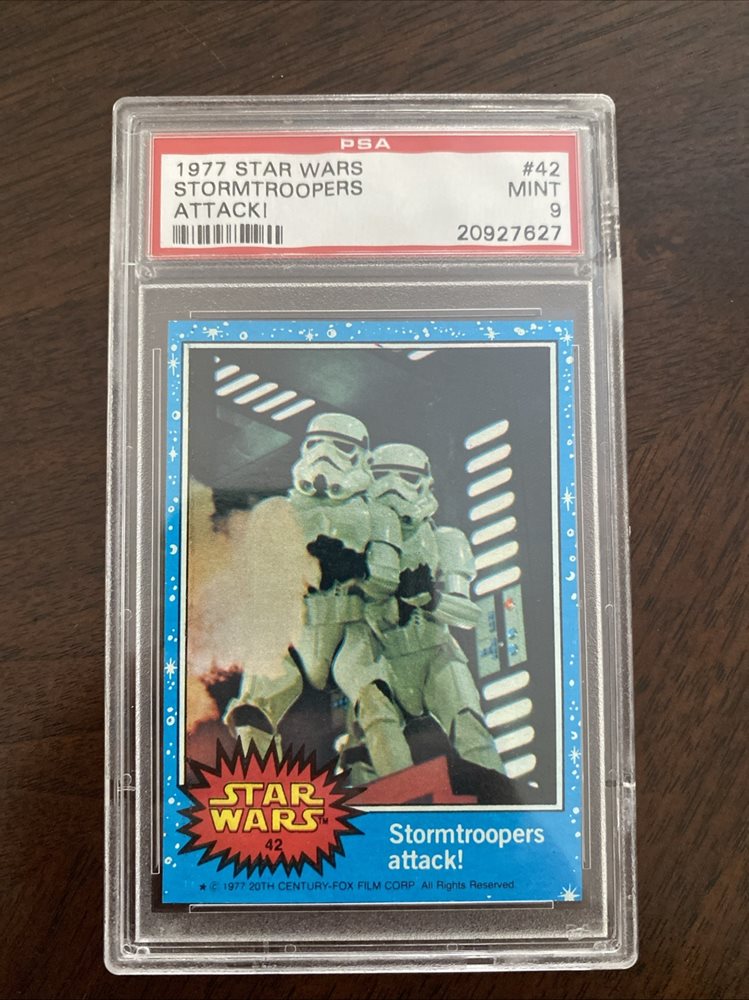 PSA
1977 STAR WARS #42
STORMTROOPERS MINT
ATTACK! 9
20927627
STAR
WARS™
42
Stormtroopers
attack!
★ © 1977 20TH CENTURY-FOX FILM CORP. All Rights Reserved.